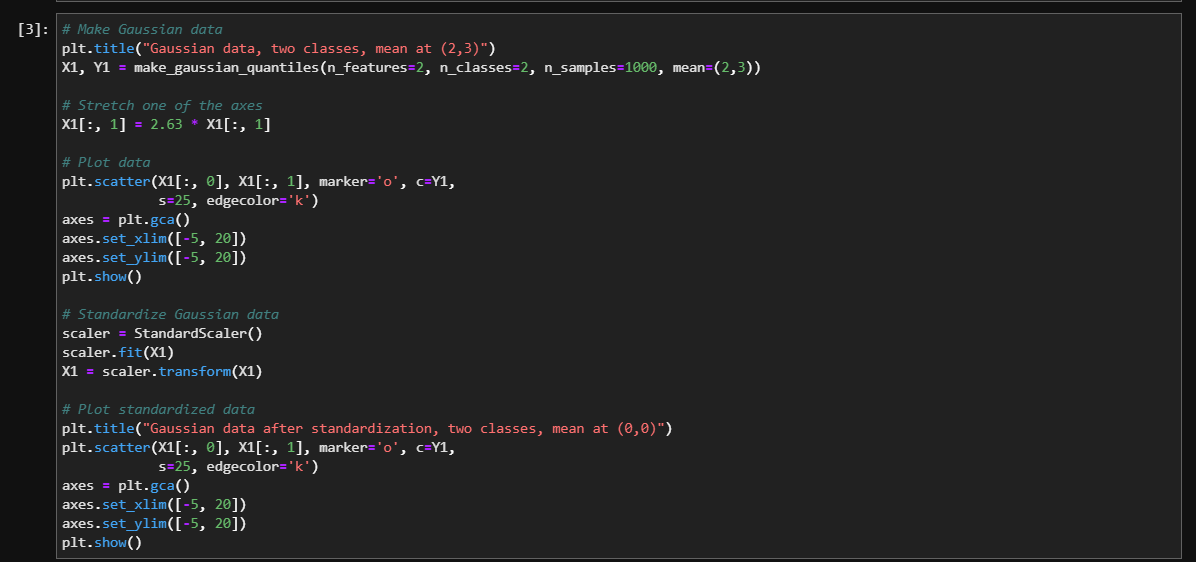 [3]: # Make Gaussian data
plt.title("Gaussian data, two classes, mean at (2,3)")
X1, Y1 = make_gaussian_quantiles(n_features=2, n_classes=2, n_samples=1000, mean=(2,3))
# Stretch one of the axes
X1[:, 1] = 2.63 * X1[:, 1]
# Plot data
plt.scatter(X1[:, 0], X1[:, 1], marker='o', c=Y1,
            s=25, edgecolor='k')
axes = plt.gca()
axes.set_xlim([-5, 20])
axes.set_ylim([-5, 20])
plt.show()
# Standardize Gaussian data
scaler = StandardScaler()
scaler.fit(X1)
X1 = scaler.transform(X1)
# Plot standardized data
plt.title("Gaussian data after standardization, two classes, mean at (0,0)")
plt.scatter(X1[:, 0], X1[:, 1], marker='o', c=Y1,
            s=25, edgecolor='k')
axes = plt.gca()
axes.set_xlim([-5, 20])
axes.set_ylim([-5, 20])
plt.show()